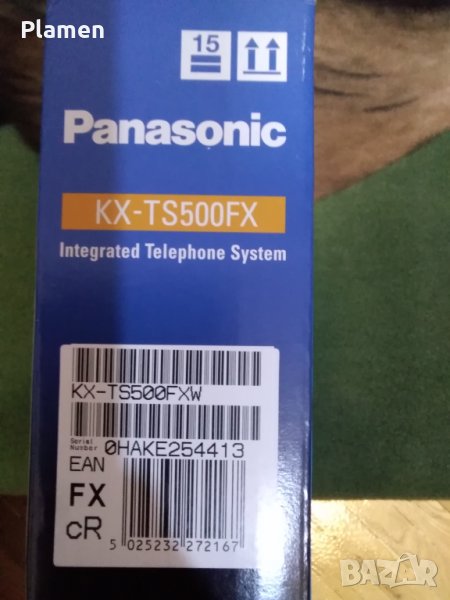 Plamen
15
Panasonic
KX-TS500FX
Integrated Telephone System
KX-TS500FXW
Serial Number 0HAKE254413
EAN
FX
CR
5 025232 272167
BAZAR